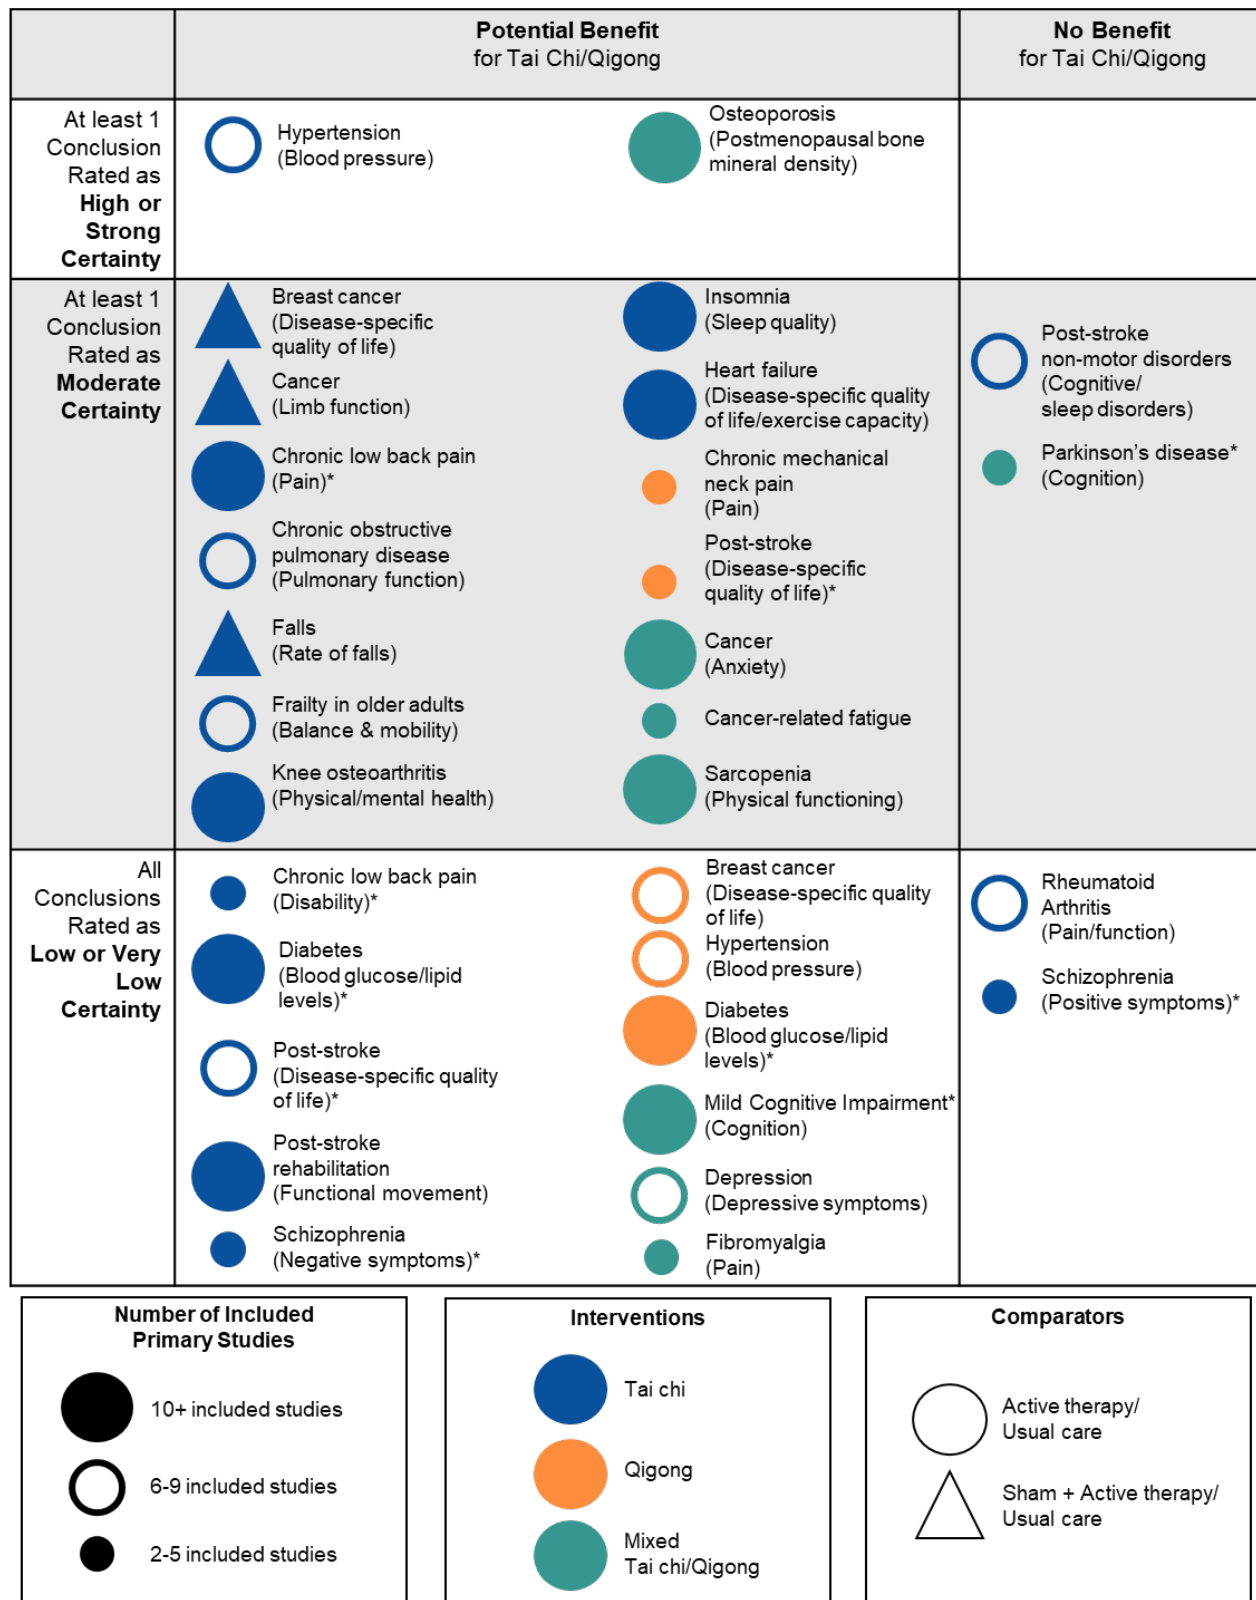 Potential Benefit
for Tai Chi/Qigong
No Benefit
for Tai Chi/Qigong
At least 1
Conclusion
Rated as
High or
Strong
Certainty
Hypertension
(Blood pressure)
Osteoporosis
(Postmenopausal bone
mineral density)
At least 1
Conclusion
Rated as
Moderate
Certainty
Breast cancer
(Disease-specific
quality of life)
Cancer
(Limb function)
Chronic low back pain
(Pain)*
Chronic obstructive
pulmonary disease
(Pulmonary function)
Falls
(Rate of falls)
Frailty in older adults
(Balance & mobility)
Knee osteoarthritis
(Physical/mental health)
Insomnia
(Sleep quality)
Heart failure
(Disease-specific quality
of life/exercise capacity)
Chronic mechanical
neck pain
(Pain)
Post-stroke
(Disease-specific
quality of life)*
Cancer
(Anxiety)
Cancer-related fatigue
Sarcopenia
(Physical functioning)
Post-stroke
non-motor disorders
(Cognitive/
sleep disorders)
Parkinson's disease*
(Cognition)
All
Conclusions
Rated as
Low or Very
Low
Certainty
Chronic low back pain
(Disability)*
Diabetes
(Blood glucose/lipid
levels)*
Post-stroke
(Disease-specific quality
of life)*
Post-stroke
rehabilitation
(Functional movement)
Schizophrenia
(Negative symptoms)*
Breast cancer
(Disease-specific quality
of life)
Hypertension
(Blood pressure)
Diabetes
(Blood glucose/lipid
levels)*
Mild Cognitive Impairment*
(Cognition)
Depression
(Depressive symptoms)
Fibromyalgia
(Pain)
Rheumatoid
Arthritis
(Pain/function)
Schizophrenia
(Positive symptoms)*
Number of Included
Primary Studies
10+ included studies
6-9 included studies
2-5 included studies
Interventions
Tai chi
Qigong
Mixed
Tai chi/Qigong
Comparators
Active therapy/
Usual care
Sham + Active therapy/
Usual care